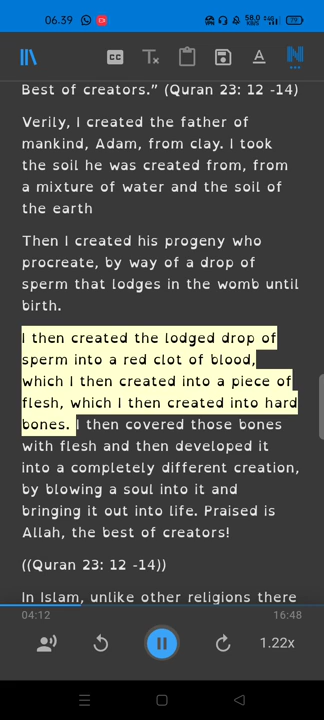 06.39
58.0 KB/S
72
CC
Best of creators.” (Quran 23: 12 -14)
Verily, I created the father of
mankind, Adam, from clay. I took
the soil he was created from, from
a mixture of water and the soil of
the earth
Then I created his progeny who
procreate, by way of a drop of
sperm that lodges in the womb until
birth.
I then created the lodged drop of
sperm into a red clot of blood,
which I then created into a piece of
flesh, which I then created into hard
bones. I then covered those bones
with flesh and then developed it
into a completely different creation,
by blowing a soul into it and
bringing it out into life. Praised is
Allah, the best of creators!
((Quran 23: 12 -14))
In Islam, unlike other religions there
04:12 16:48
1.22x